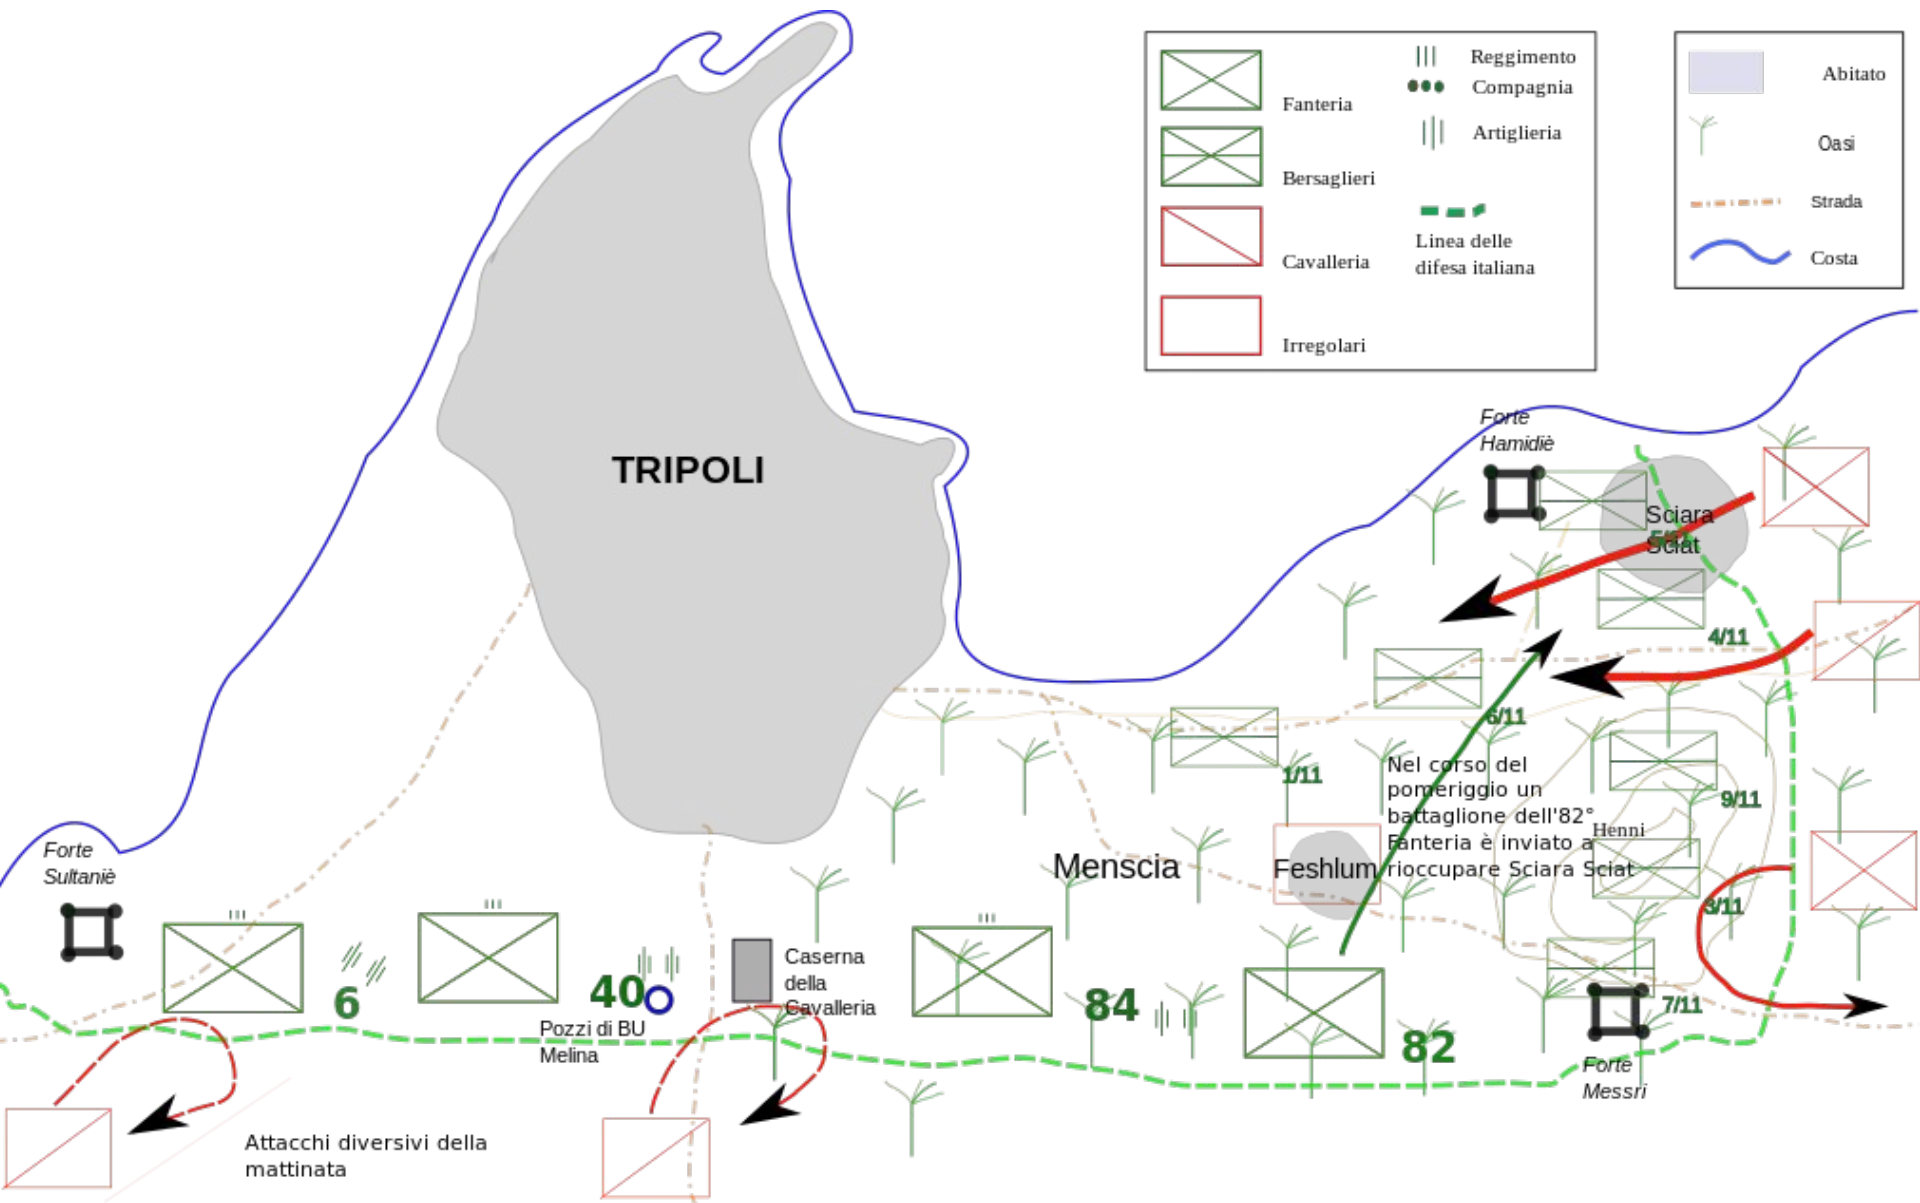 TRIPOLI
Fanteria
Bersaglieri
Cavalleria
Irregolari
Reggimento
Compagnia
Artiglieria
Linea delle
difesa italiana
Abitato
Oasi
Strada
Costa
Forte
Hamidiè
Sciara
Sciat
4/11
6/11
1/11
9/11
Nel corso del
pomeriggio un
battaglione dell'82°
Fanteria è inviato a
rioccupare Sciara Sciat
Henni
Menscia
Feshlum
3/11
7/11
Forte
Messri
Forte
Sultaniè
6
40
84
82
Pozzi di BU
Melina
Caserna
della
Cavalleria
Attacchi diversivi della
mattinata